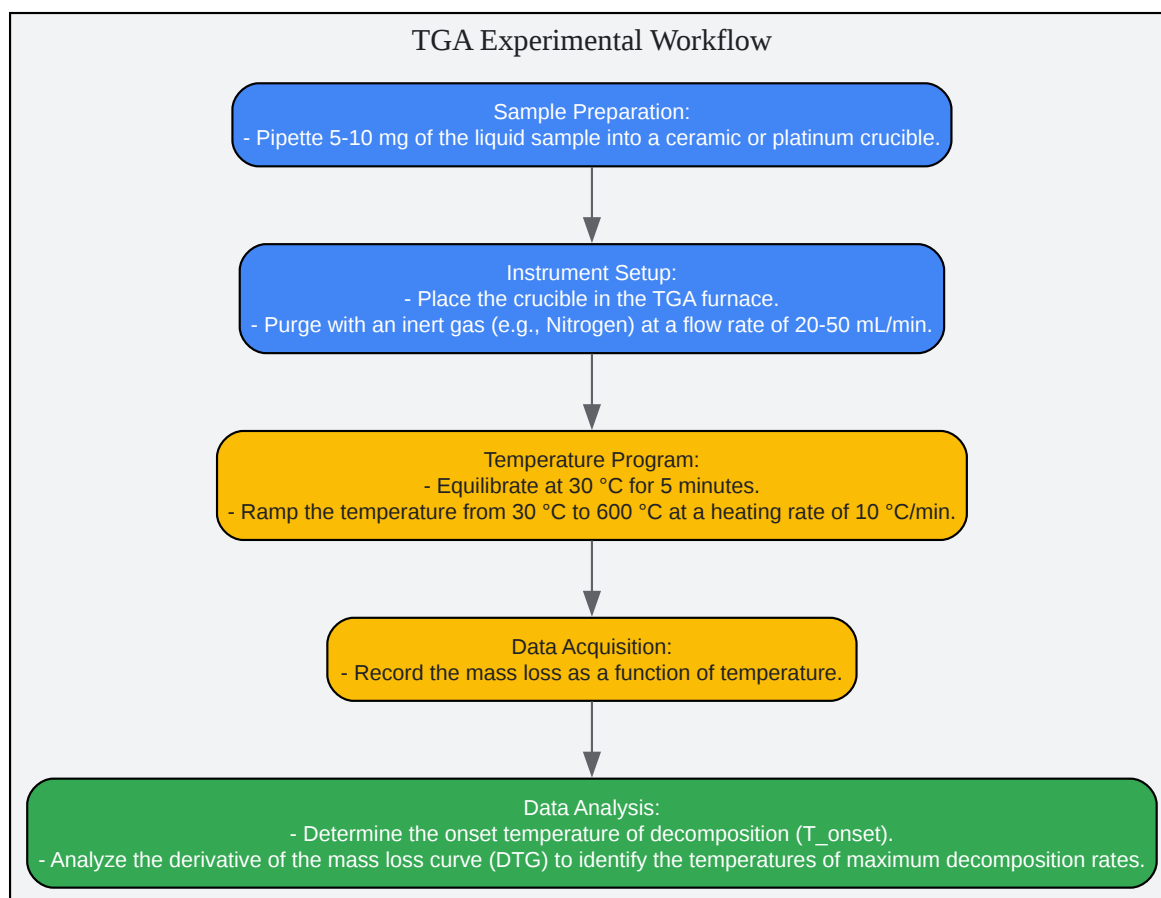 TGA Experimental Workflow
Sample Preparation:
- Pipette 5-10 mg of the liquid sample into a ceramic or platinum crucible.
Instrument Setup:
- Place the crucible in the TGA furnace.
- Purge with an inert gas (e.g., Nitrogen) at a flow rate of 20-50 mL/min.
Temperature Program:
- Equilibrate at 30 °C for 5 minutes.
- Ramp the temperature from 30 °C to 600 °C at a heating rate of 10 °C/min.
Data Acquisition:
- Record the mass loss as a function of temperature.
Data Analysis:
- Determine the onset temperature of decomposition (T_onset).
- Analyze the derivative of the mass loss curve (DTG) to identify the temperatures of maximum decomposition rates.